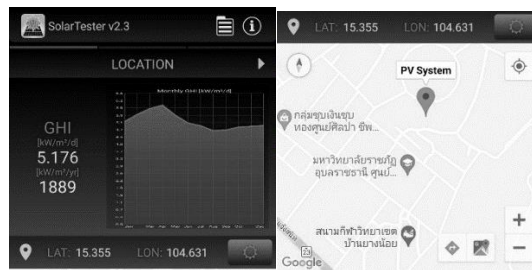 SolarTester v2.3
LOCATION
Monthly GHI [kW/m²/d]
GHI
[kW/m²/d]
5.176
[kW/m²/yr]
1889
LAT: 15.355 LON: 104.631
LAT: 15.355 LON: 104.631
PV System
กลุ่มชุบเงินชุบ
ทองศูนย์ศิลปา ชีพ...
มหาวิทยาลัยราชภัฏ
อุบลราชธานี ศูนย์...
สนามกีฬาวิทยาเขต
บ้านยางน้อย
Google